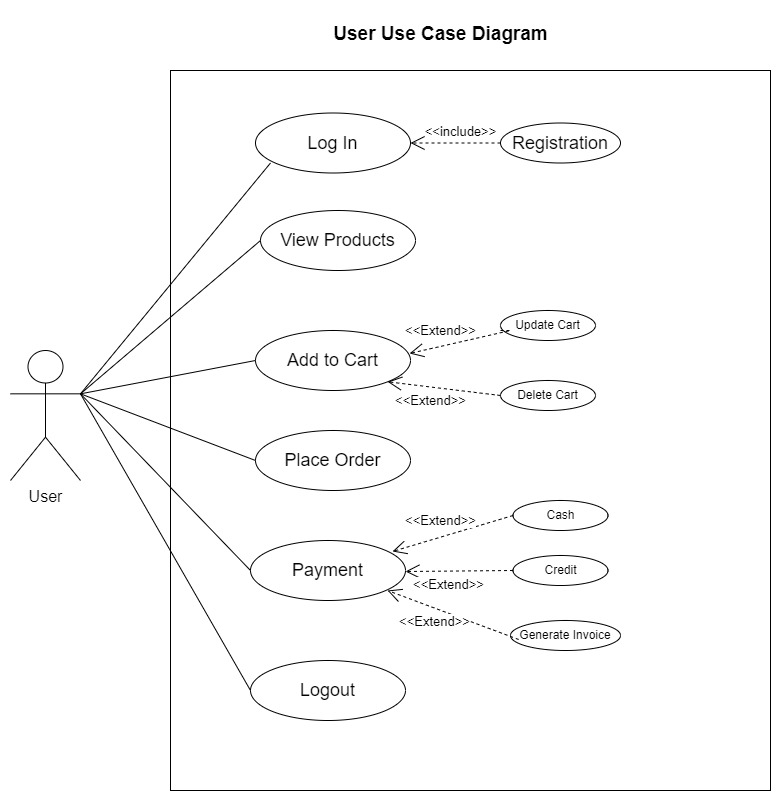 User Use Case Diagram
Log In
<<include>>
Registration
View Products
Add to Cart
<<Extend>>
Update Cart
<<Extend>>
Delete Cart
Place Order
User
Payment
<<Extend>>
Cash
<<Extend>>
Credit
<<Extend>>
Generate Invoice
Logout